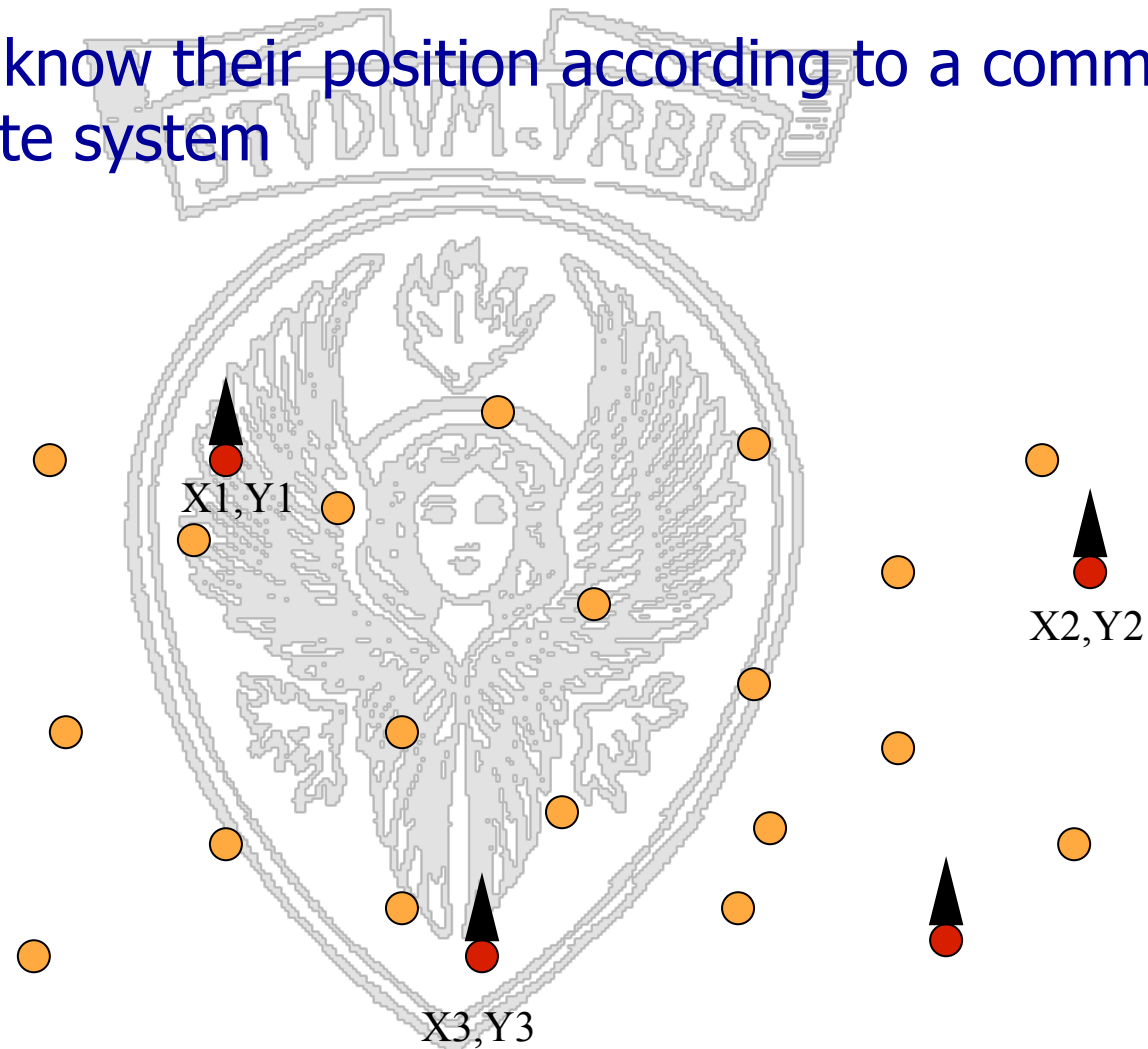 know their position according to a comm
te system
STVDIVM VRBIS
X1,Y1
X2,Y2
X3,Y3